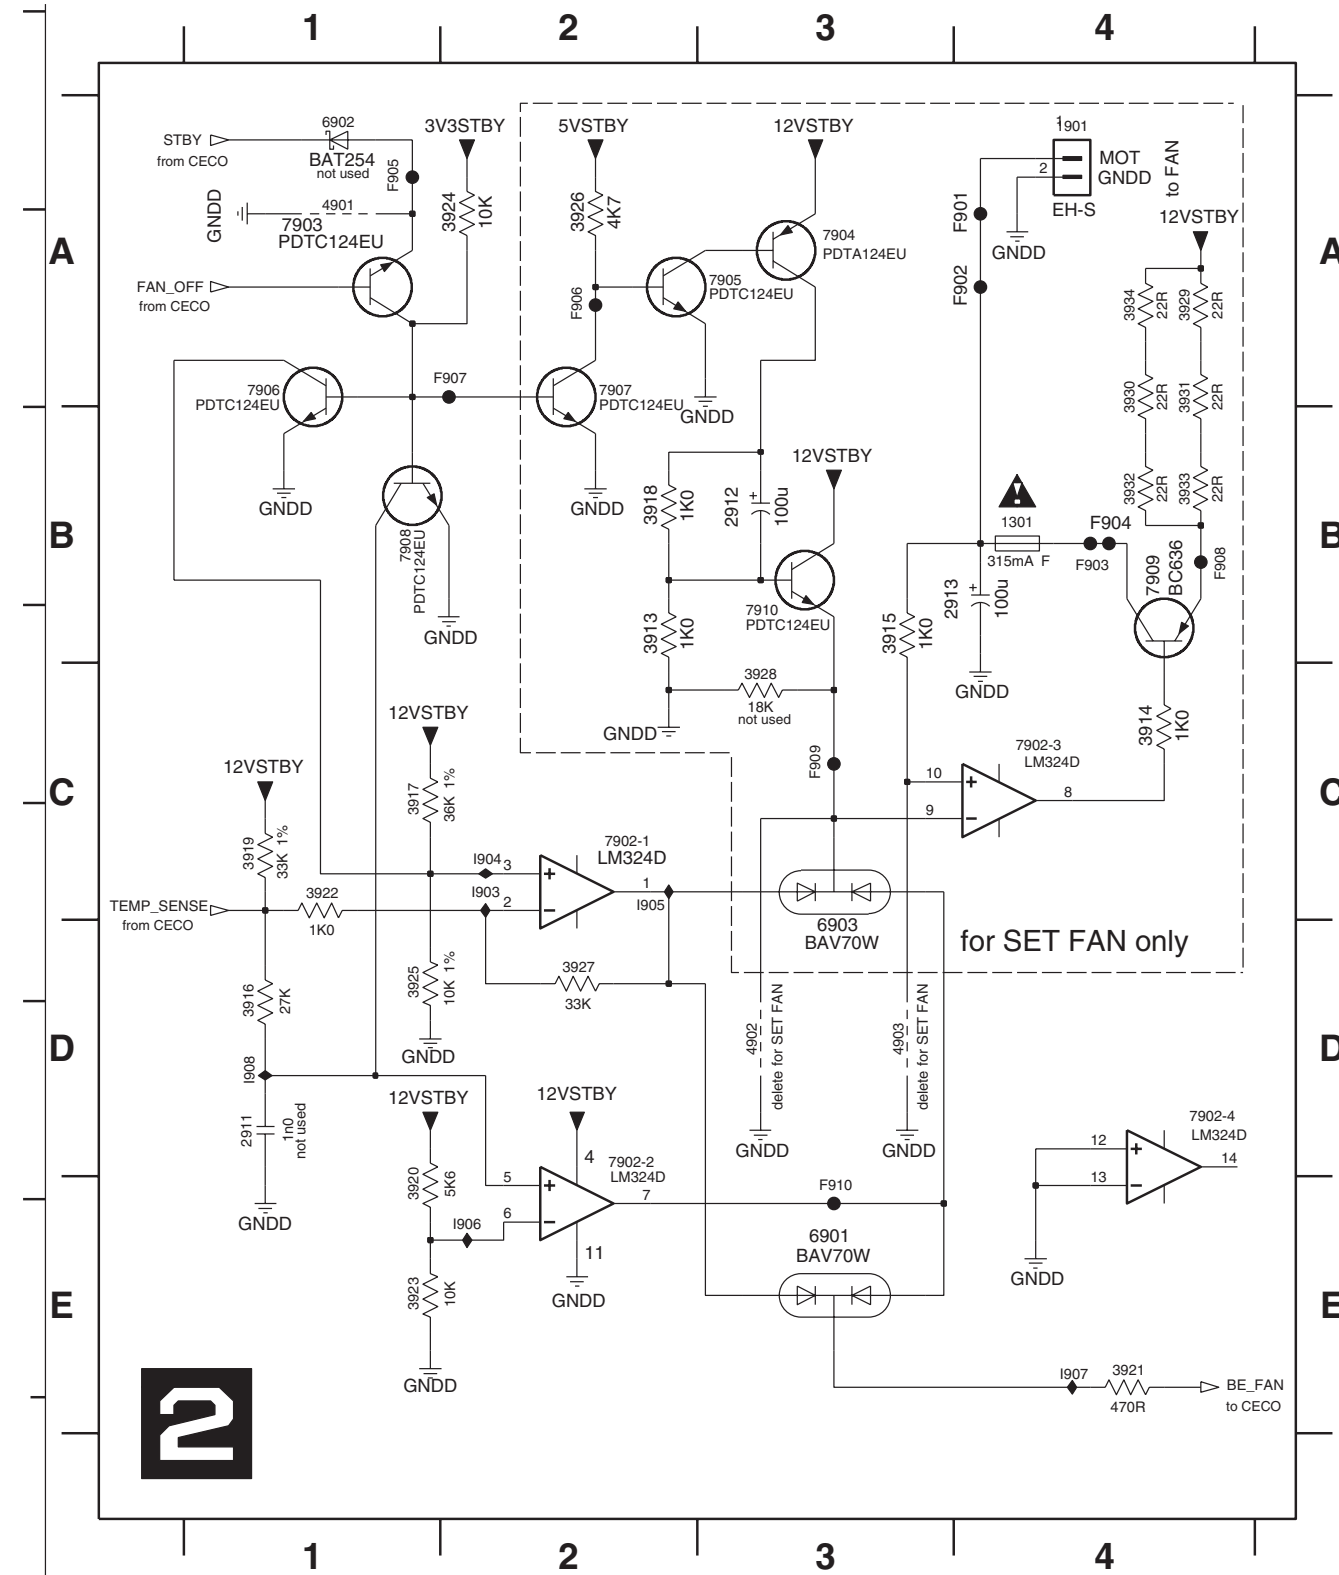 1 2 3 4
STBY
from CECO
6902
BAT254
not used
F905
3V3STBY
5VSTBY
12VSTBY
1
1901
2
MOT
GNDD
to FAN
EH-S
GNDD
4901
7903
PDTC124EU
3924
10K
3926
4K7
7904
PDTA124EU
F901
GNDD
12VSTBY
A
A
FAN_OFF
from CECO
F906
7905
PDTC124EU
F902
3934
22R
3929
22R
7906
PDTC124EU
F907
7907
PDTC124EU
GNDD
3930
22R
3931
22R
12VSTBY
GNDD
GNDD
3918
1K0
2912
+
100u
3932
22R
3933
22R
B
B
7908
PDTC124EU
1301
315mA F
F904
F903
7909
BC636
F908
GNDD
3913
1K0
7910
PDTC124EU
3915
1K0
2913
+
100u
3928
18K
not used
GNDD
GNDD
12VSTBY
3914
1K0
12VSTBY
F909
7902-3
LM324D
C
C
3917
36K 1%
10
+
9
−
8
3919
33K 1%
7902-1
LM324D
I904
3
+
I903
2
−
1
I905
TEMP_SENSE
from CECO
3922
1K0
6903
BAV70W
for SET FAN only
3925
10K 1%
3927
33K
3916
27K
4902
delete for SET FAN
4903
delete for SET FAN
D
D
GNDD
I908
12VSTBY
12VSTBY
2911
1n0
not used
GNDD
GNDD
7902-4
LM324D
12
+
13
−
14
4
7902-2
LM324D
3920
5K6
5
+
6
−
7
F910
GNDD
I906
11
6901
BAV70W
GNDD
E
E
3923
10K
GNDD
GNDD
I907
3921
470R
BE_FAN
to CECO
2
1 2 3 4